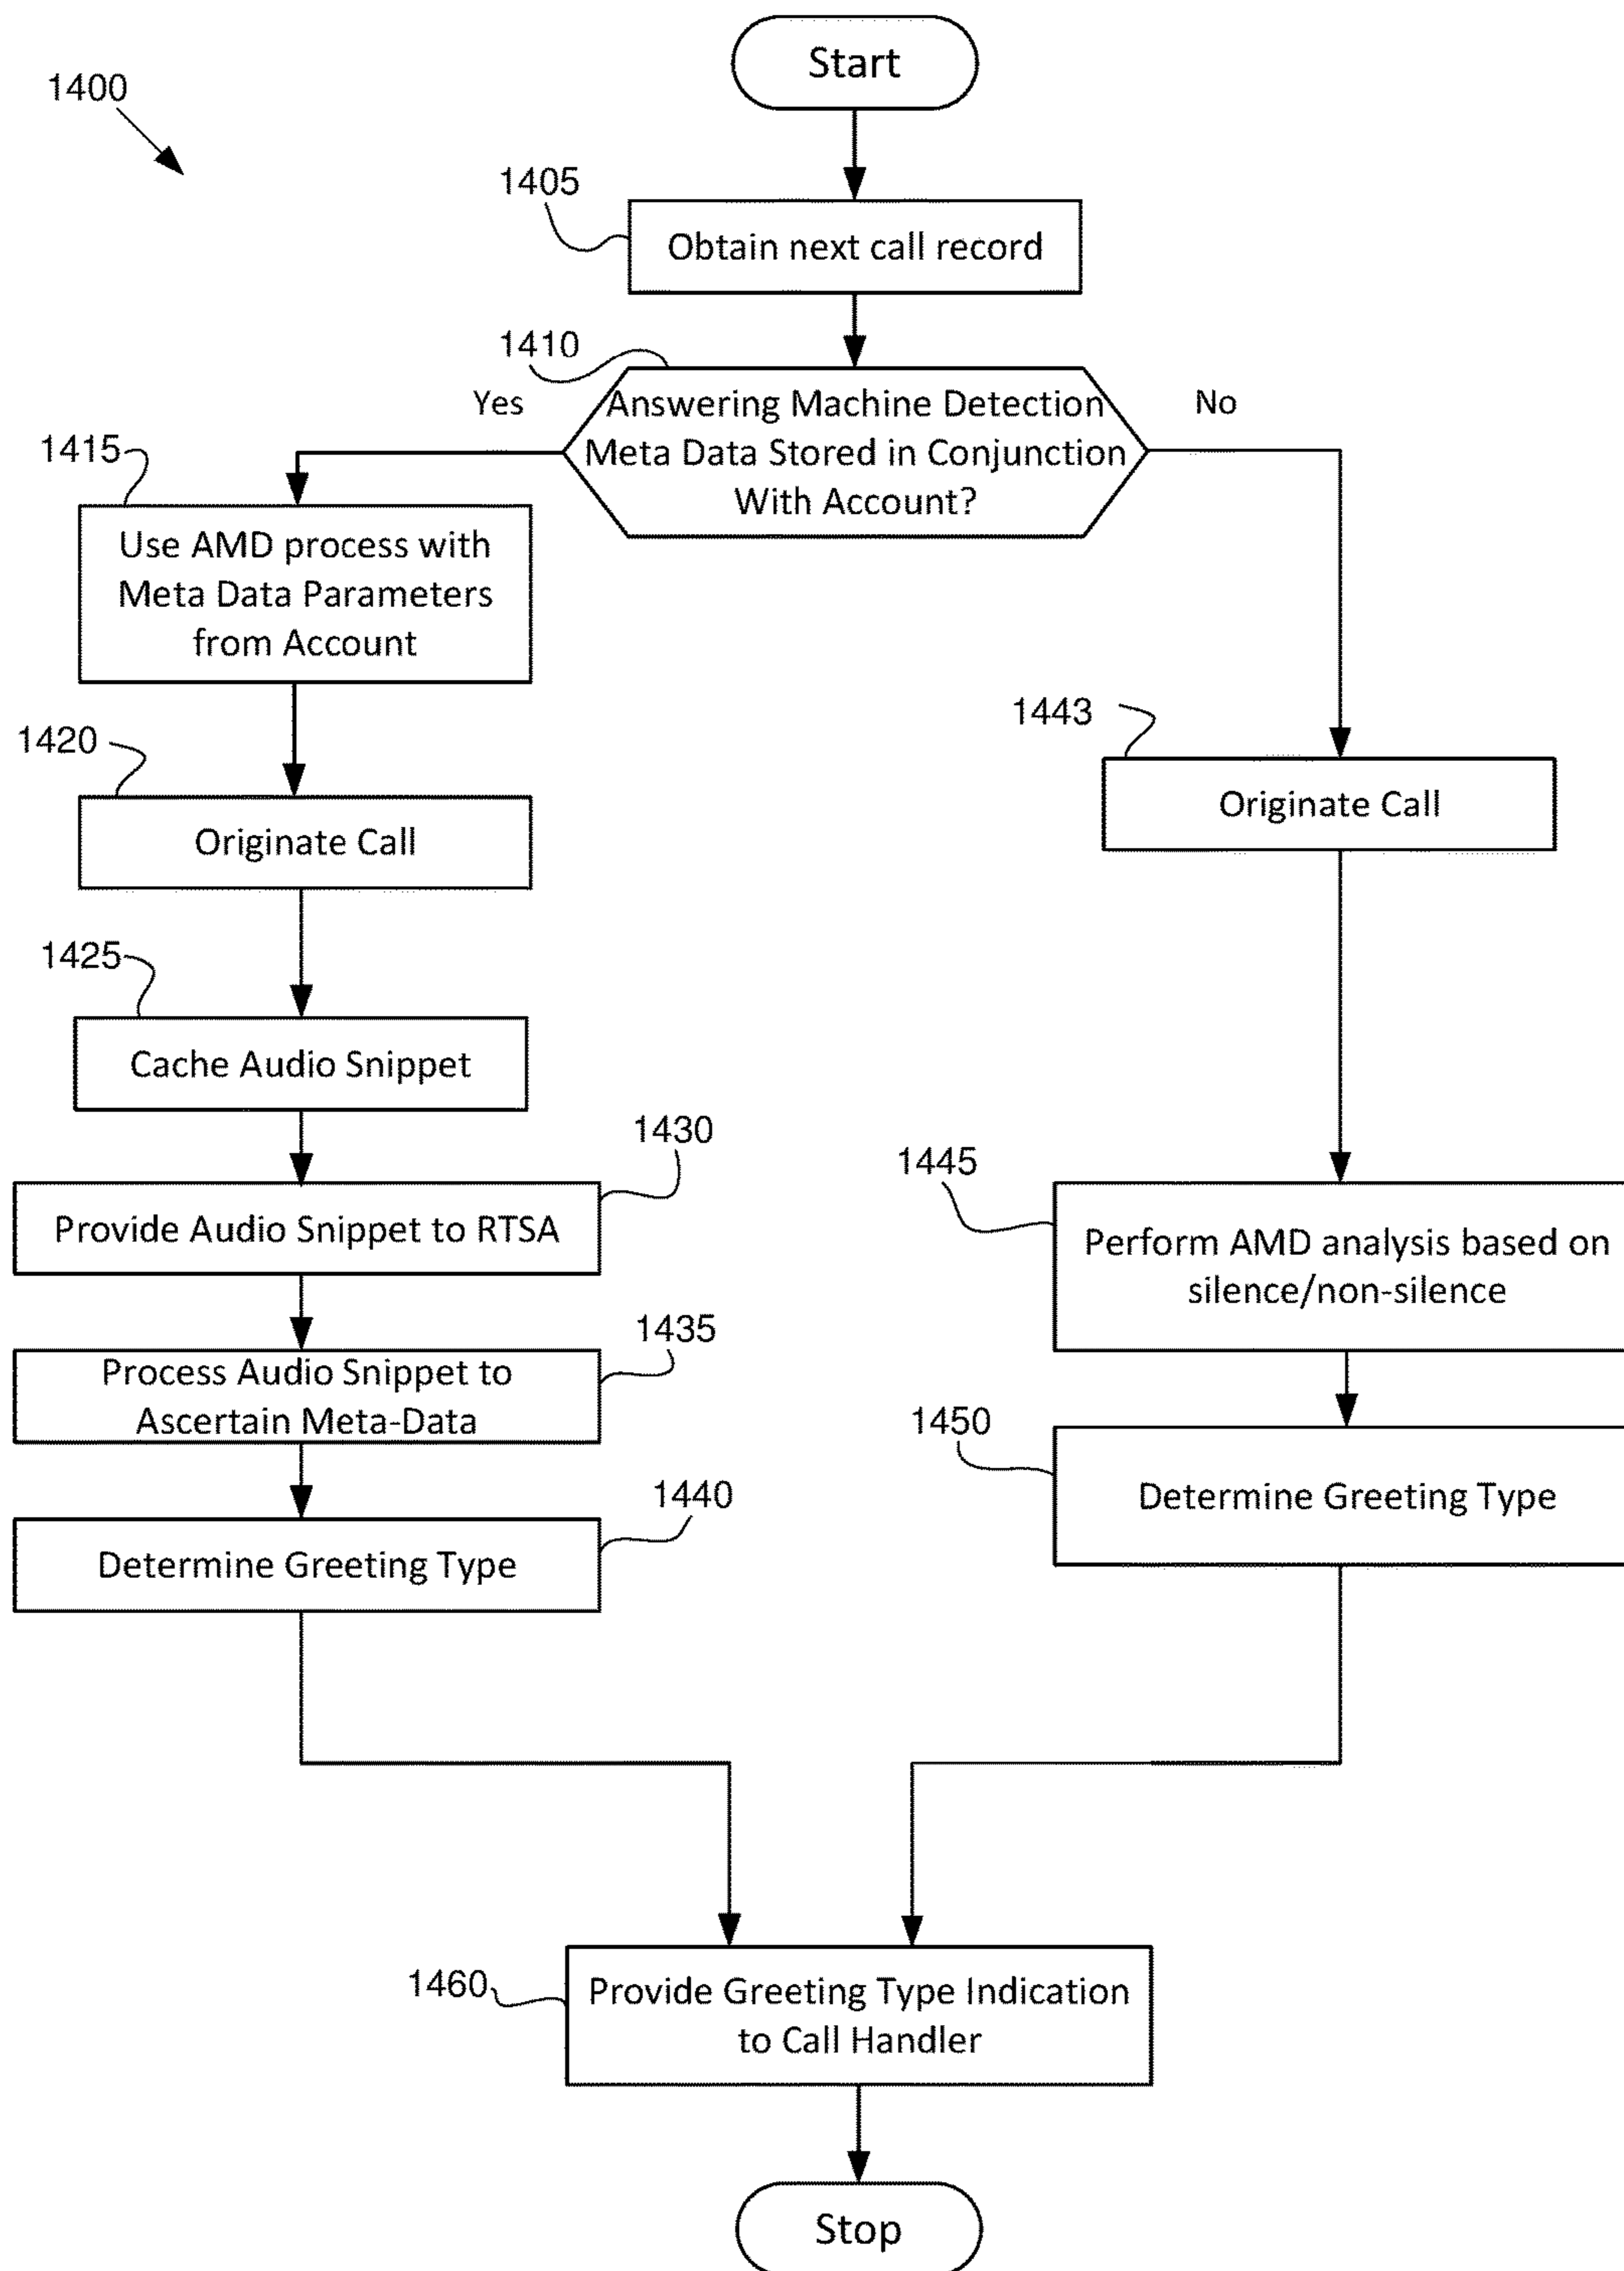 Start
1400
1405
Obtain next call record
1410
Yes
Answering Machine Detection
Meta Data Stored in Conjunction
With Account?
No
1415
Use AMD process with
Meta Data Parameters
from Account
1443
Originate Call
1420
Originate Call
1425
Cache Audio Snippet
1430
Provide Audio Snippet to RTSA
1445
Perform AMD analysis based on
silence/non-silence
1435
Process Audio Snippet to
Ascertain Meta-Data
1450
Determine Greeting Type
1440
Determine Greeting Type
1460
Provide Greeting Type Indication
to Call Handler
Stop